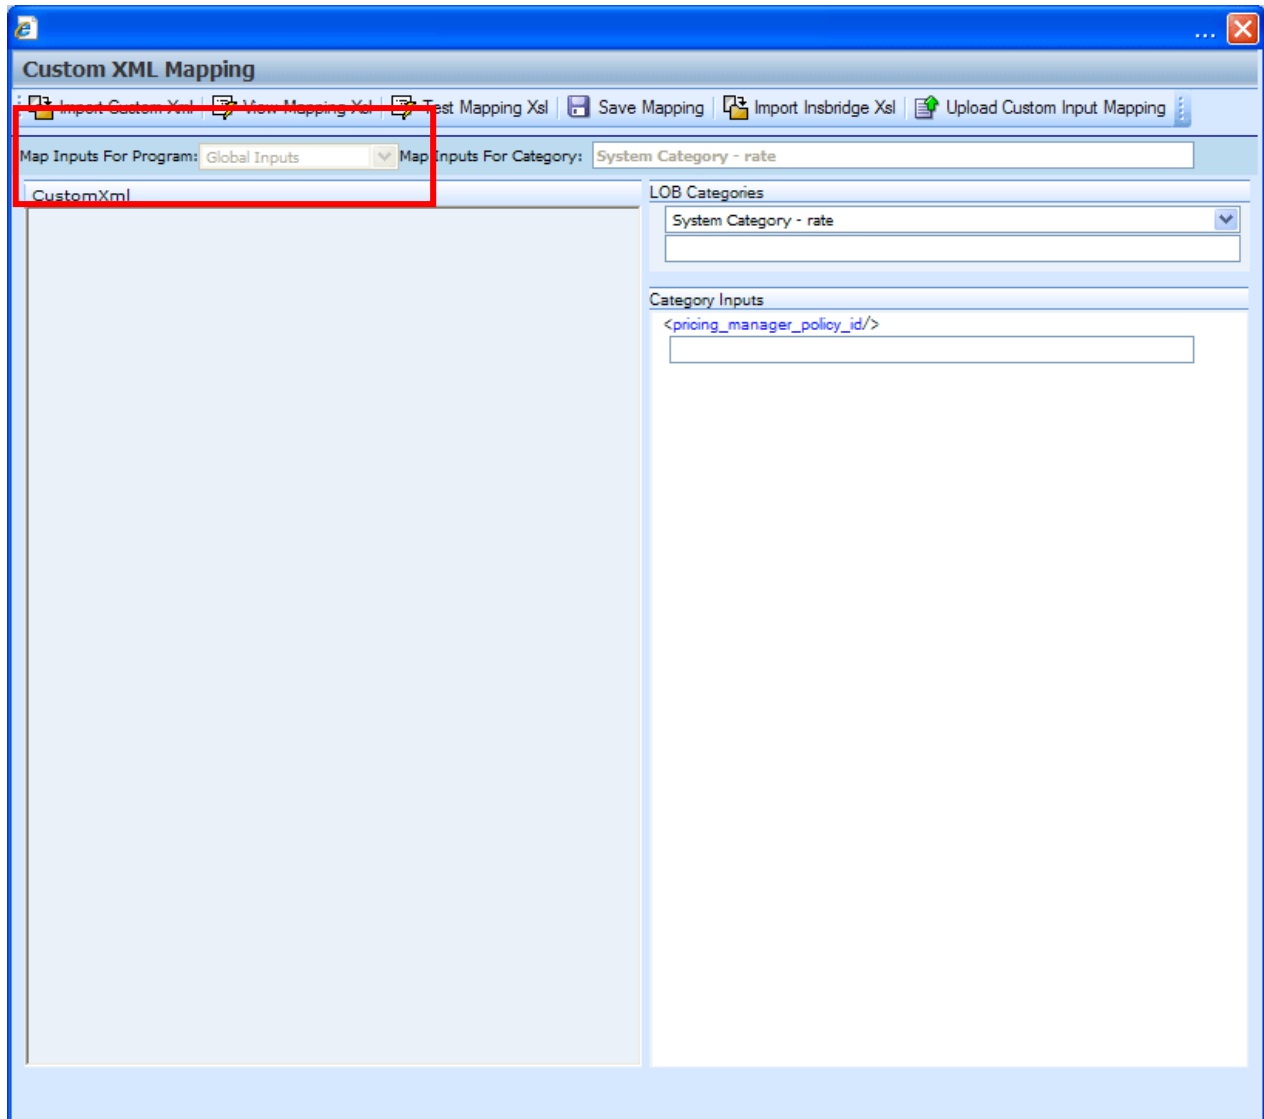 ...
Custom XML Mapping
Import Custom Xml View Mapping Xsl Test Mapping Xsl Save Mapping Import Insbridge Xsl Upload Custom Input Mapping
Map Inputs For Program: Global Inputs Map Inputs For Category: System Category - rate
CustomXml
LOB Categories
System Category - rate
Category Inputs
<pricing_manager_policy_id/>